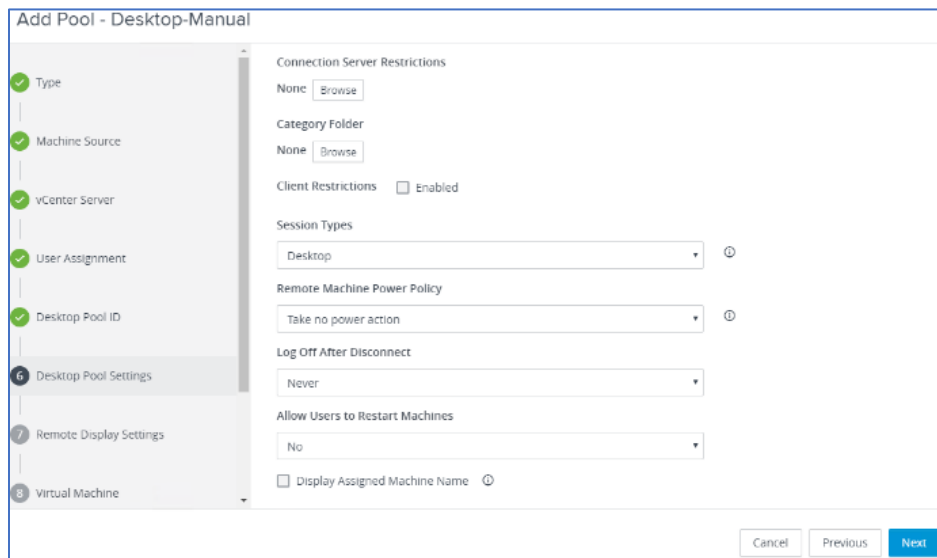 Add Pool - Desktop-Manual
Type
Machine Source
vCenter Server
User Assignment
Desktop Pool ID
6 Desktop Pool Settings
7 Remote Display Settings
8 Virtual Machine
Connection Server Restrictions
None Browse
Category Folder
None Browse
Client Restrictions Enabled
Session Types
Desktop
Remote Machine Power Policy
Take no power action
Log Off After Disconnect
Never
Allow Users to Restart Machines
No
Display Assigned Machine Name
Cancel Previous Next